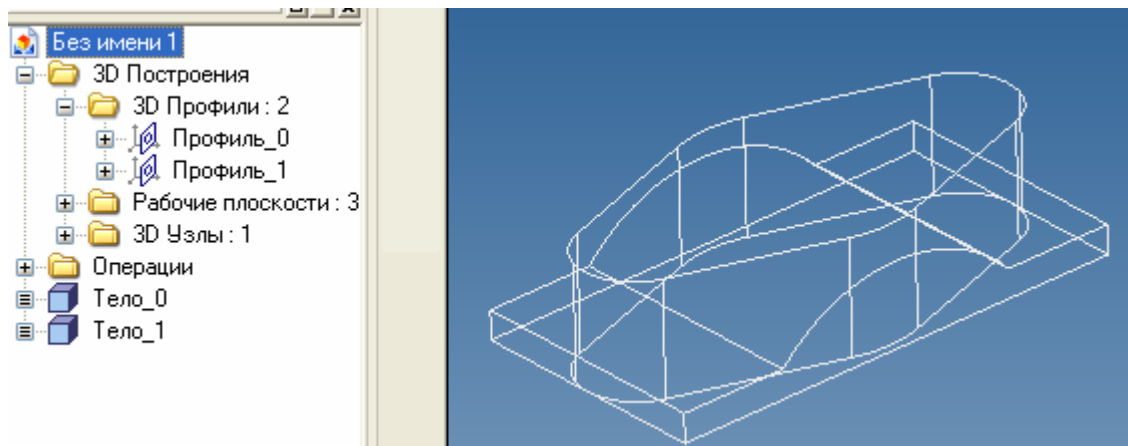 Без имени 1
3D Построения
3D Профили : 2
Профиль_0
Профиль_1
Рабочие плоскости : 3
3D Узлы : 1
Операции
Тело_0
Тело_1